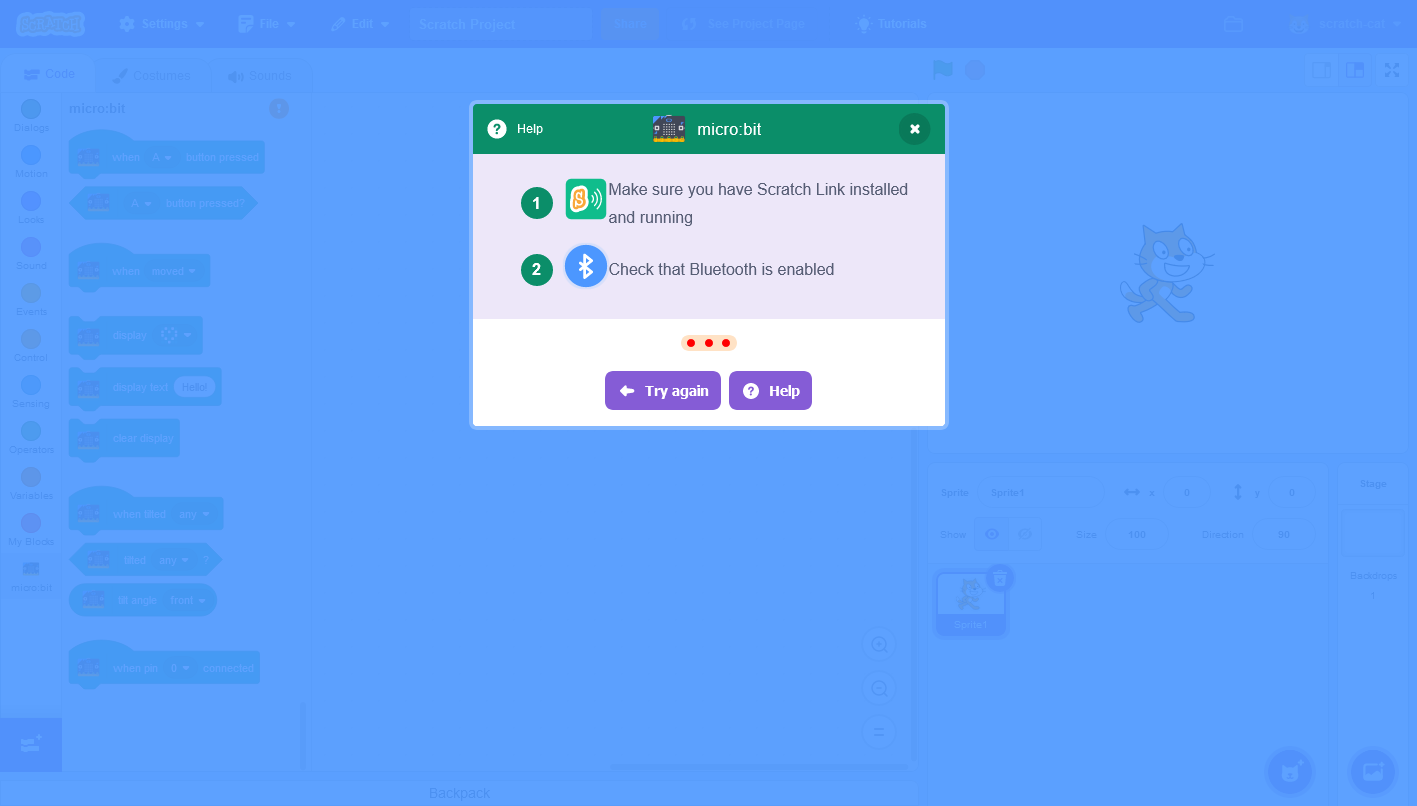 SCRATCH
Settings
File
Edit
Scratch Project
Share
See Project Page
Tutorials
scratch-cat
Code
Costumes
Sounds
micro:bit
Dialogs
Motion
Looks
Sound
Events
Control
Sensing
Operators
Variables
My Blocks
micro:bit
when A button pressed
A button pressed?
when moved
display
display text Hello!
clear display
when tilted any
tilted any ?
tilt angle front
when pin 0 connected
Help
micro:bit
1
Make sure you have Scratch Link installed
and running
2
Check that Bluetooth is enabled
Try again
Help
Sprite
Sprite1
x
0
y
0
Show
Size
100
Direction
90
Sprite1
Stage
Backdrops
1
Backpack